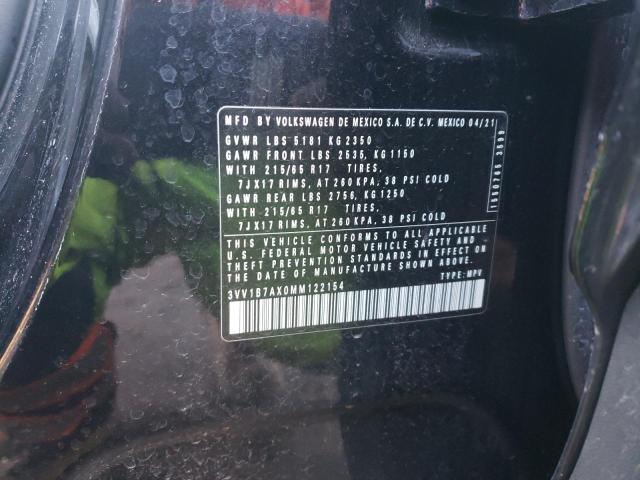 MFD BY VOLKSWAGEN DE MEXICO S.A. DE C.V. MEXICO 04/21
GVWR LBS 5181 KG 2350
GAWR FRONT LBS 2535, KG 1150
WITH 215/65 R17 TIRES,
7JX17 RIMS, AT 260 KPA, 38 PSI COLD
GAWR REAR LBS 2756, KG 1250
WITH 215/65 R17 TIRES,
7JX17 RIMS, AT 260 KPA, 38 PSI COLD
THIS VEHICLE CONFORMS TO ALL APPLICABLE
U.S. FEDERAL MOTOR VEHICLE SAFETY AND
THEFT PREVENTION STANDARDS IN EFFECT ON
THE DATE OF MANUFACTURE SHOWN ABOVE.
3VV1B7AX0MM122154 TYPE: MPV